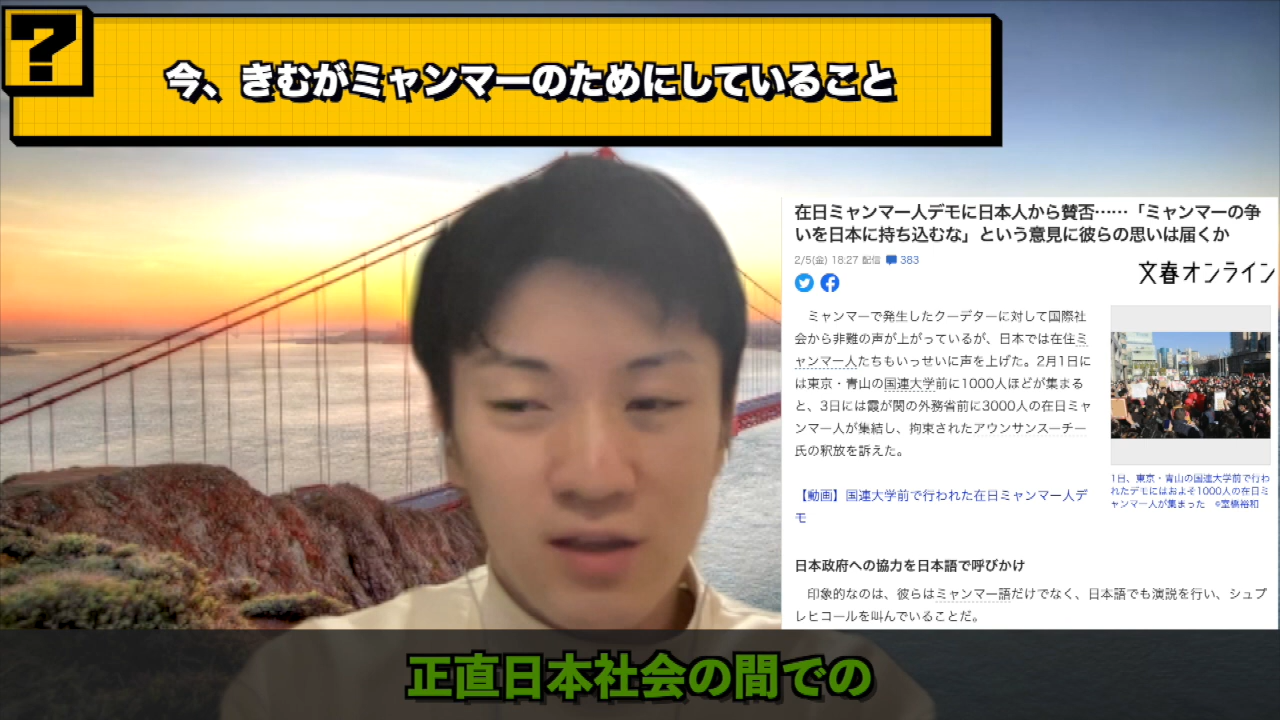 ?
今、きむがミャンマーのためにしていること
在日ミャンマー人デモに日本人から賛否……「ミャンマーの争
いを日本に持ち込むな」という意見に彼らの思いは届くか
2/5(金) 18:27 配信 383
文春オンライン
ミャンマーで発生したクーデターに対して国際社
会から非難の声が上がっているが、日本では在住ミ
ャンマー人たちもいっせいに声を上げた。2月1日に
は東京・青山の国連大学前に1000人ほどが集まる
と、3日には霞が関の外務省前に3000人の在日ミャ
ンマー人が集結し、拘束されたアウンサンスーチー
氏の釈放を訴えた。
1日、東京・青山の国連大学前で行わ
れたデモにはおよそ1000人の在日ミ
ャンマー人が集まった ©室橋裕和
【動画】国連大学前で行われた在日ミャンマー人デ
モ
日本政府への協力を日本語で呼びかけ
印象的なのは、彼らはミャンマー語だけでなく、日本語でも演説を行い、シュプ
レヒコールを叫んでいることだ。
正直日本社会の間での